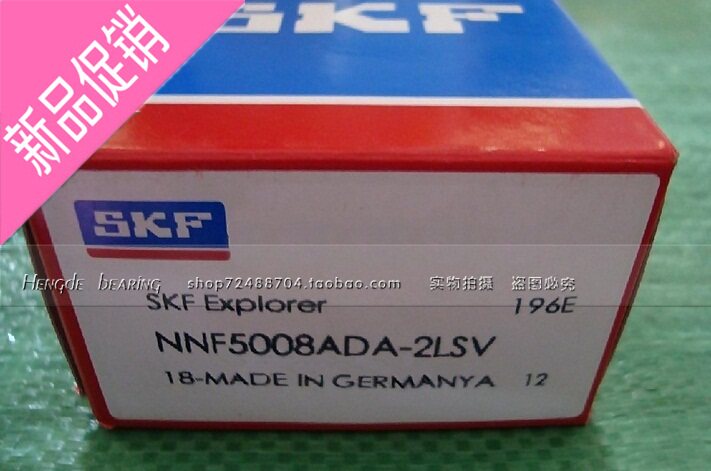 新品促销
SKF
SKF
Hengde bearing shop72488704.taobao.com 实物拍摄 盗图必究
SKF Explorer 196E
NNF5008ADA-2LSV
18-MADE IN GERMANYA 12